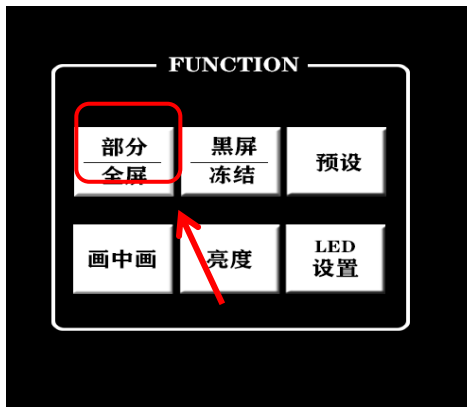 FUNCTION
部分
全屏
黑屏
冻结
预设
画中画
亮度
LED
设置